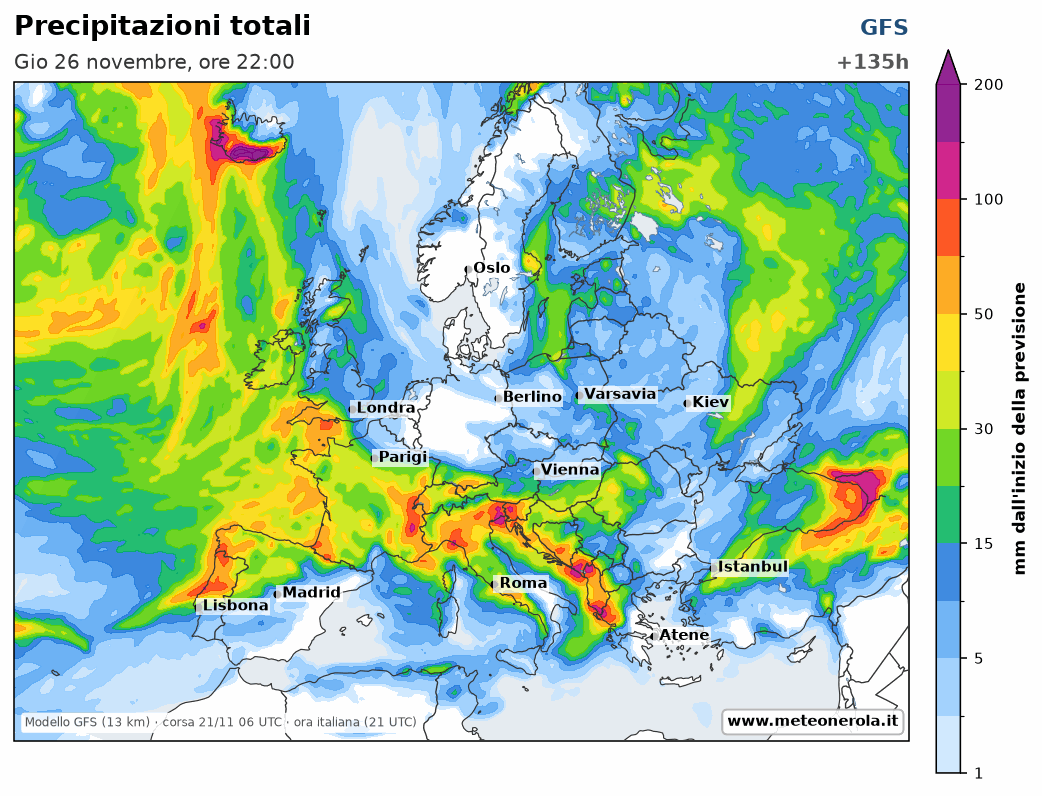 Precipitazioni totali
GFS
Gio 26 novembre, ore 22:00
+135h
200
100
50
30
15
5
1
mm dall'inizio della previsione
Oslo
Berlino
Varsavia
Kiev
Londra
Parigi
Vienna
Istanbul
Roma
Madrid
Lisbona
Atene
Modello GFS (13 km) · corsa 21/11 06 UTC · ora italiana (21 UTC)
www.meteonerola.it